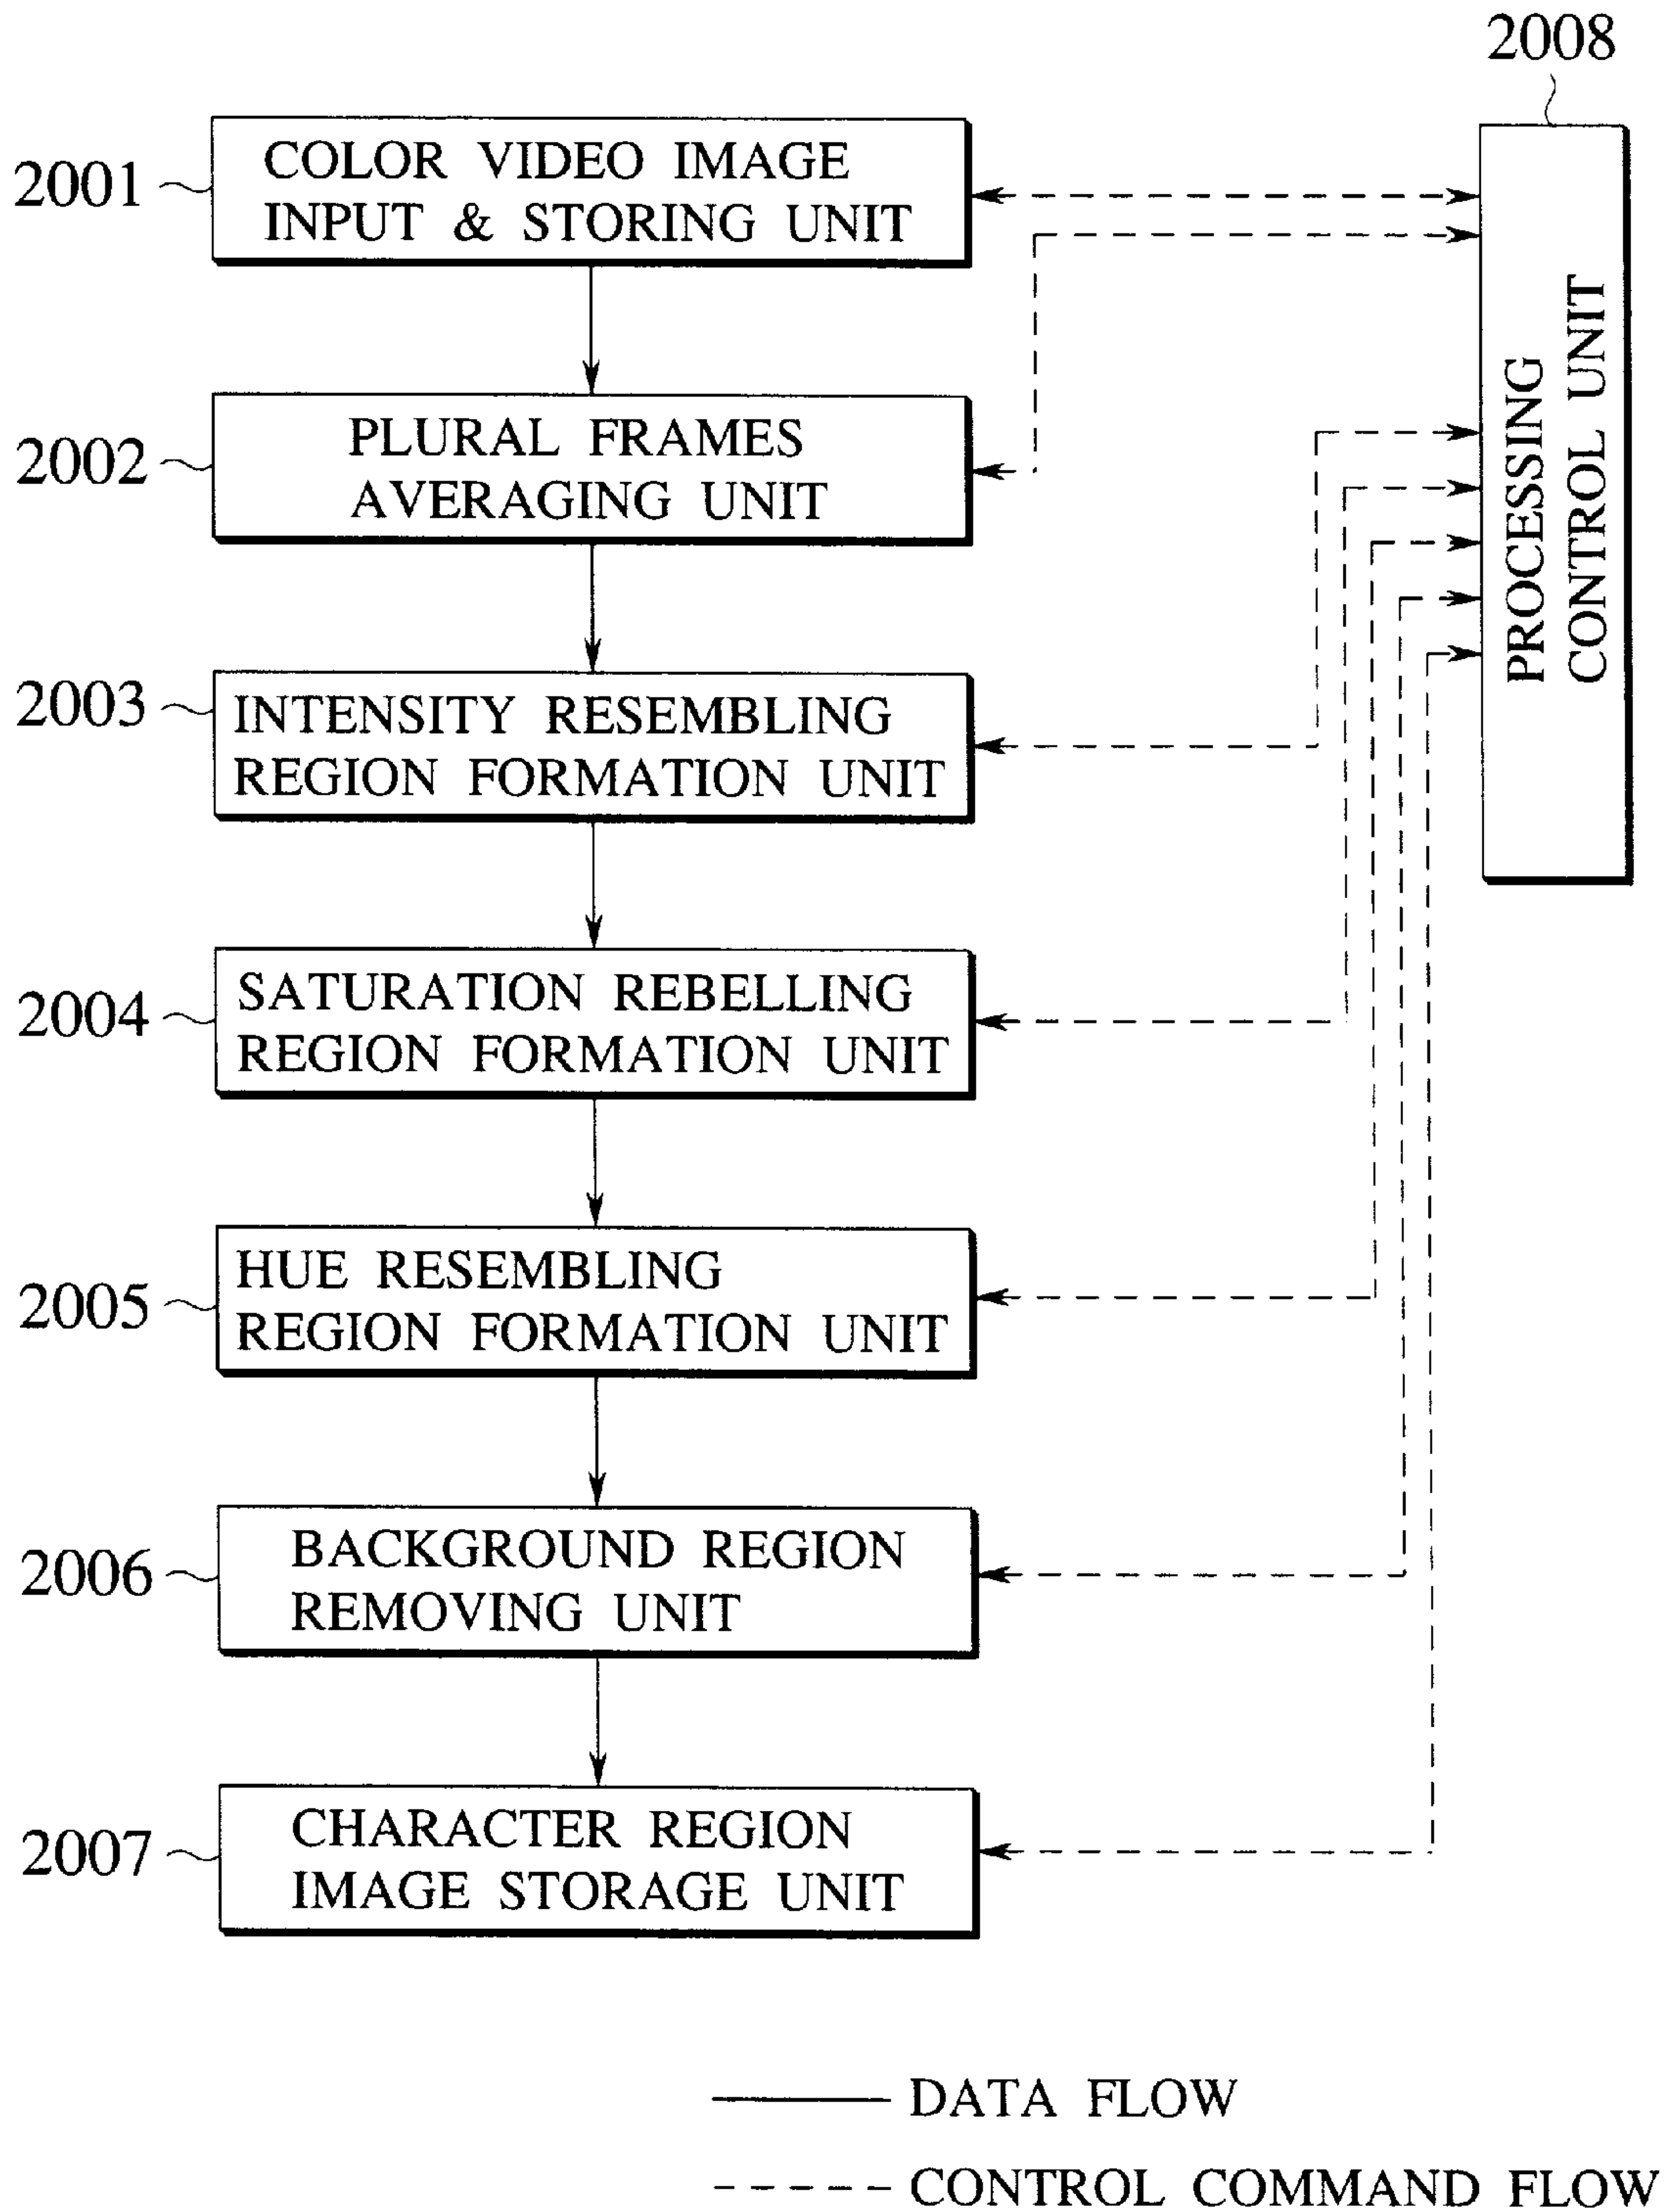 2008
2001
COLOR VIDEO IMAGE
INPUT & STORING UNIT
2002
PLURAL FRAMES
AVERAGING UNIT
2003
INTENSITY RESEMBLING
REGION FORMATION UNIT
2004
SATURATION REBELLING
REGION FORMATION UNIT
2005
HUE RESEMBLING
REGION FORMATION UNIT
2006
BACKGROUND REGION
REMOVING UNIT
2007
CHARACTER REGION
IMAGE STORAGE UNIT
PROCESSING
CONTROL UNIT
DATA FLOW
CONTROL COMMAND FLOW